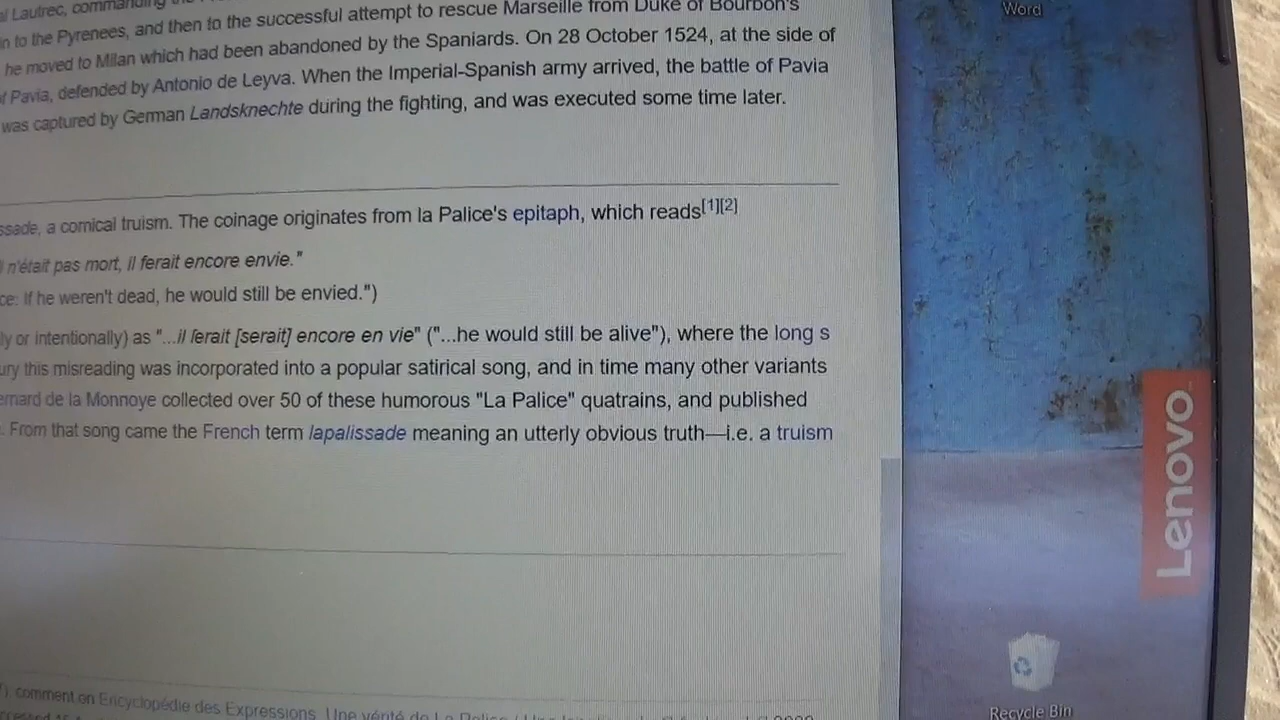 Lautrec, commanding the
to the Pyrenees, and then to the successful attempt to rescue Marseille from Duke of Bourbon's
he moved to Milan which had been abandoned by the Spaniards. On 28 October 1524, at the side of
of Pavia, defended by Antonio de Leyva. When the Imperial-Spanish army arrived, the battle of Pavia
was captured by German Landsknechte during the fighting, and was executed some time later.
ssade, a comical truism. The coinage originates from la Palice's epitaph, which reads[1][2]
n'était pas mort, il ferait encore envie."
ce: If he weren't dead, he would still be envied.")
ly or intentionally) as "...il ſerait [serait] encore en vie" ("...he would still be alive"), where the long s
ury this misreading was incorporated into a popular satirical song, and in time many other variants
ernard de la Monnoye collected over 50 of these humorous "La Palice" quatrains, and published
. From that song came the French term lapalissade meaning an utterly obvious truth—i.e. a truism
comment on Encyclopédie des Expressions, Une vérité de La Palice
Word
Lenovo
Recycle Bin